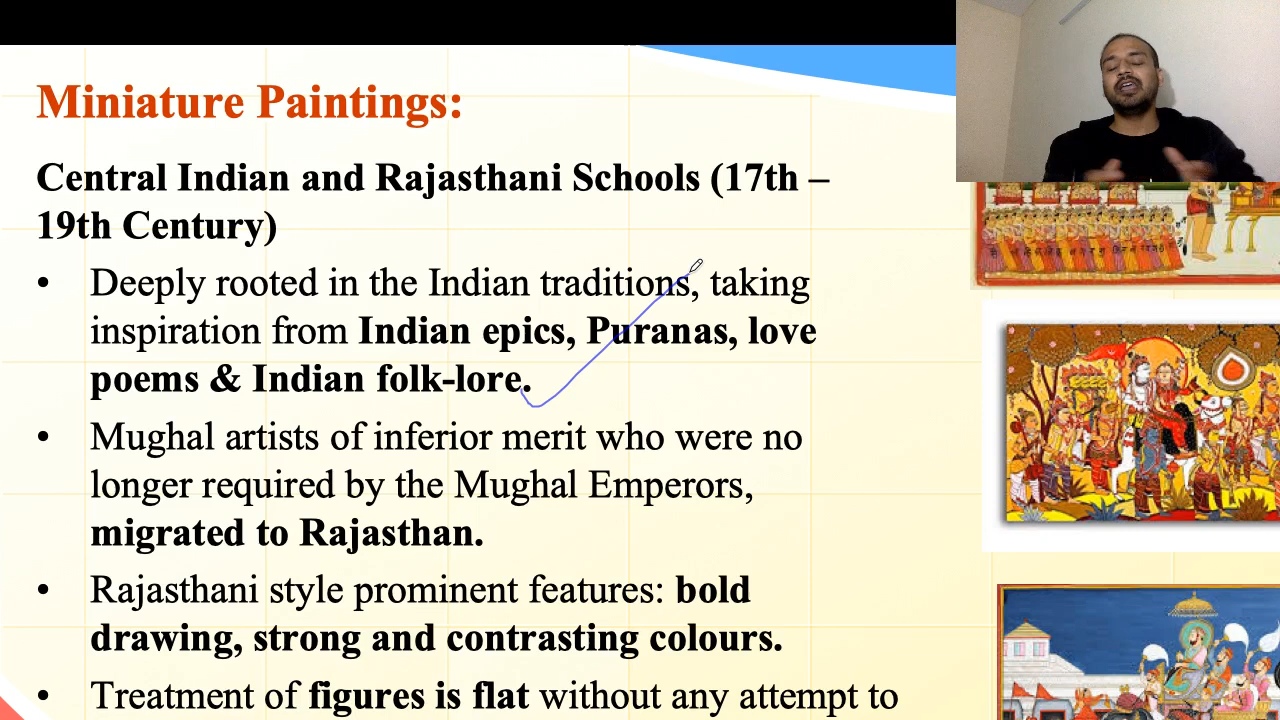 Miniature Paintings:
Central Indian and Rajasthani Schools (17th –
19th Century)
• Deeply rooted in the Indian traditions, taking
inspiration from Indian epics, Puranas, love
poems & Indian folk-lore.
• Mughal artists of inferior merit who were no
longer required by the Mughal Emperors,
migrated to Rajasthan.
• Rajasthani style prominent features: bold
drawing, strong and contrasting colours.
• Treatment of figures is flat without any attempt to